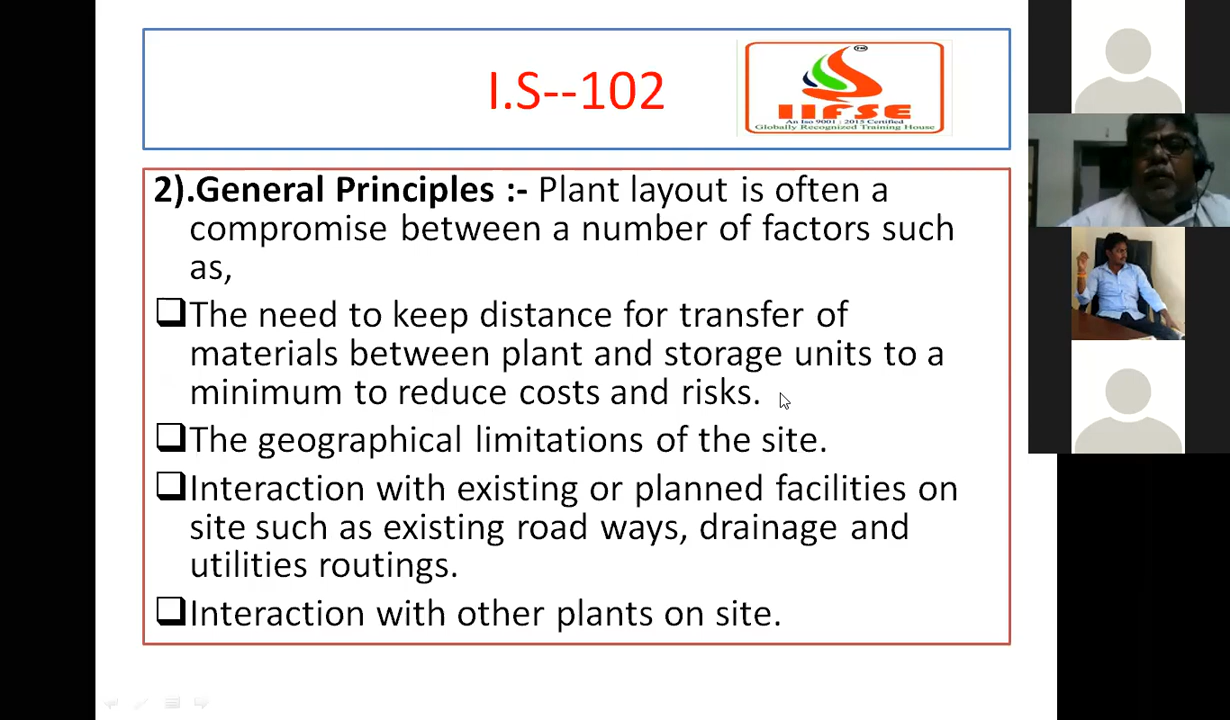 I.S--102
TM
IIFSE
An Iso 9001 : 2015 Certified
Globally Recognized Training House
2).General Principles :- Plant layout is often a
compromise between a number of factors such
as,
The need to keep distance for transfer of
materials between plant and storage units to a
minimum to reduce costs and risks.
The geographical limitations of the site.
Interaction with existing or planned facilities on
site such as existing road ways, drainage and
utilities routings.
Interaction with other plants on site.